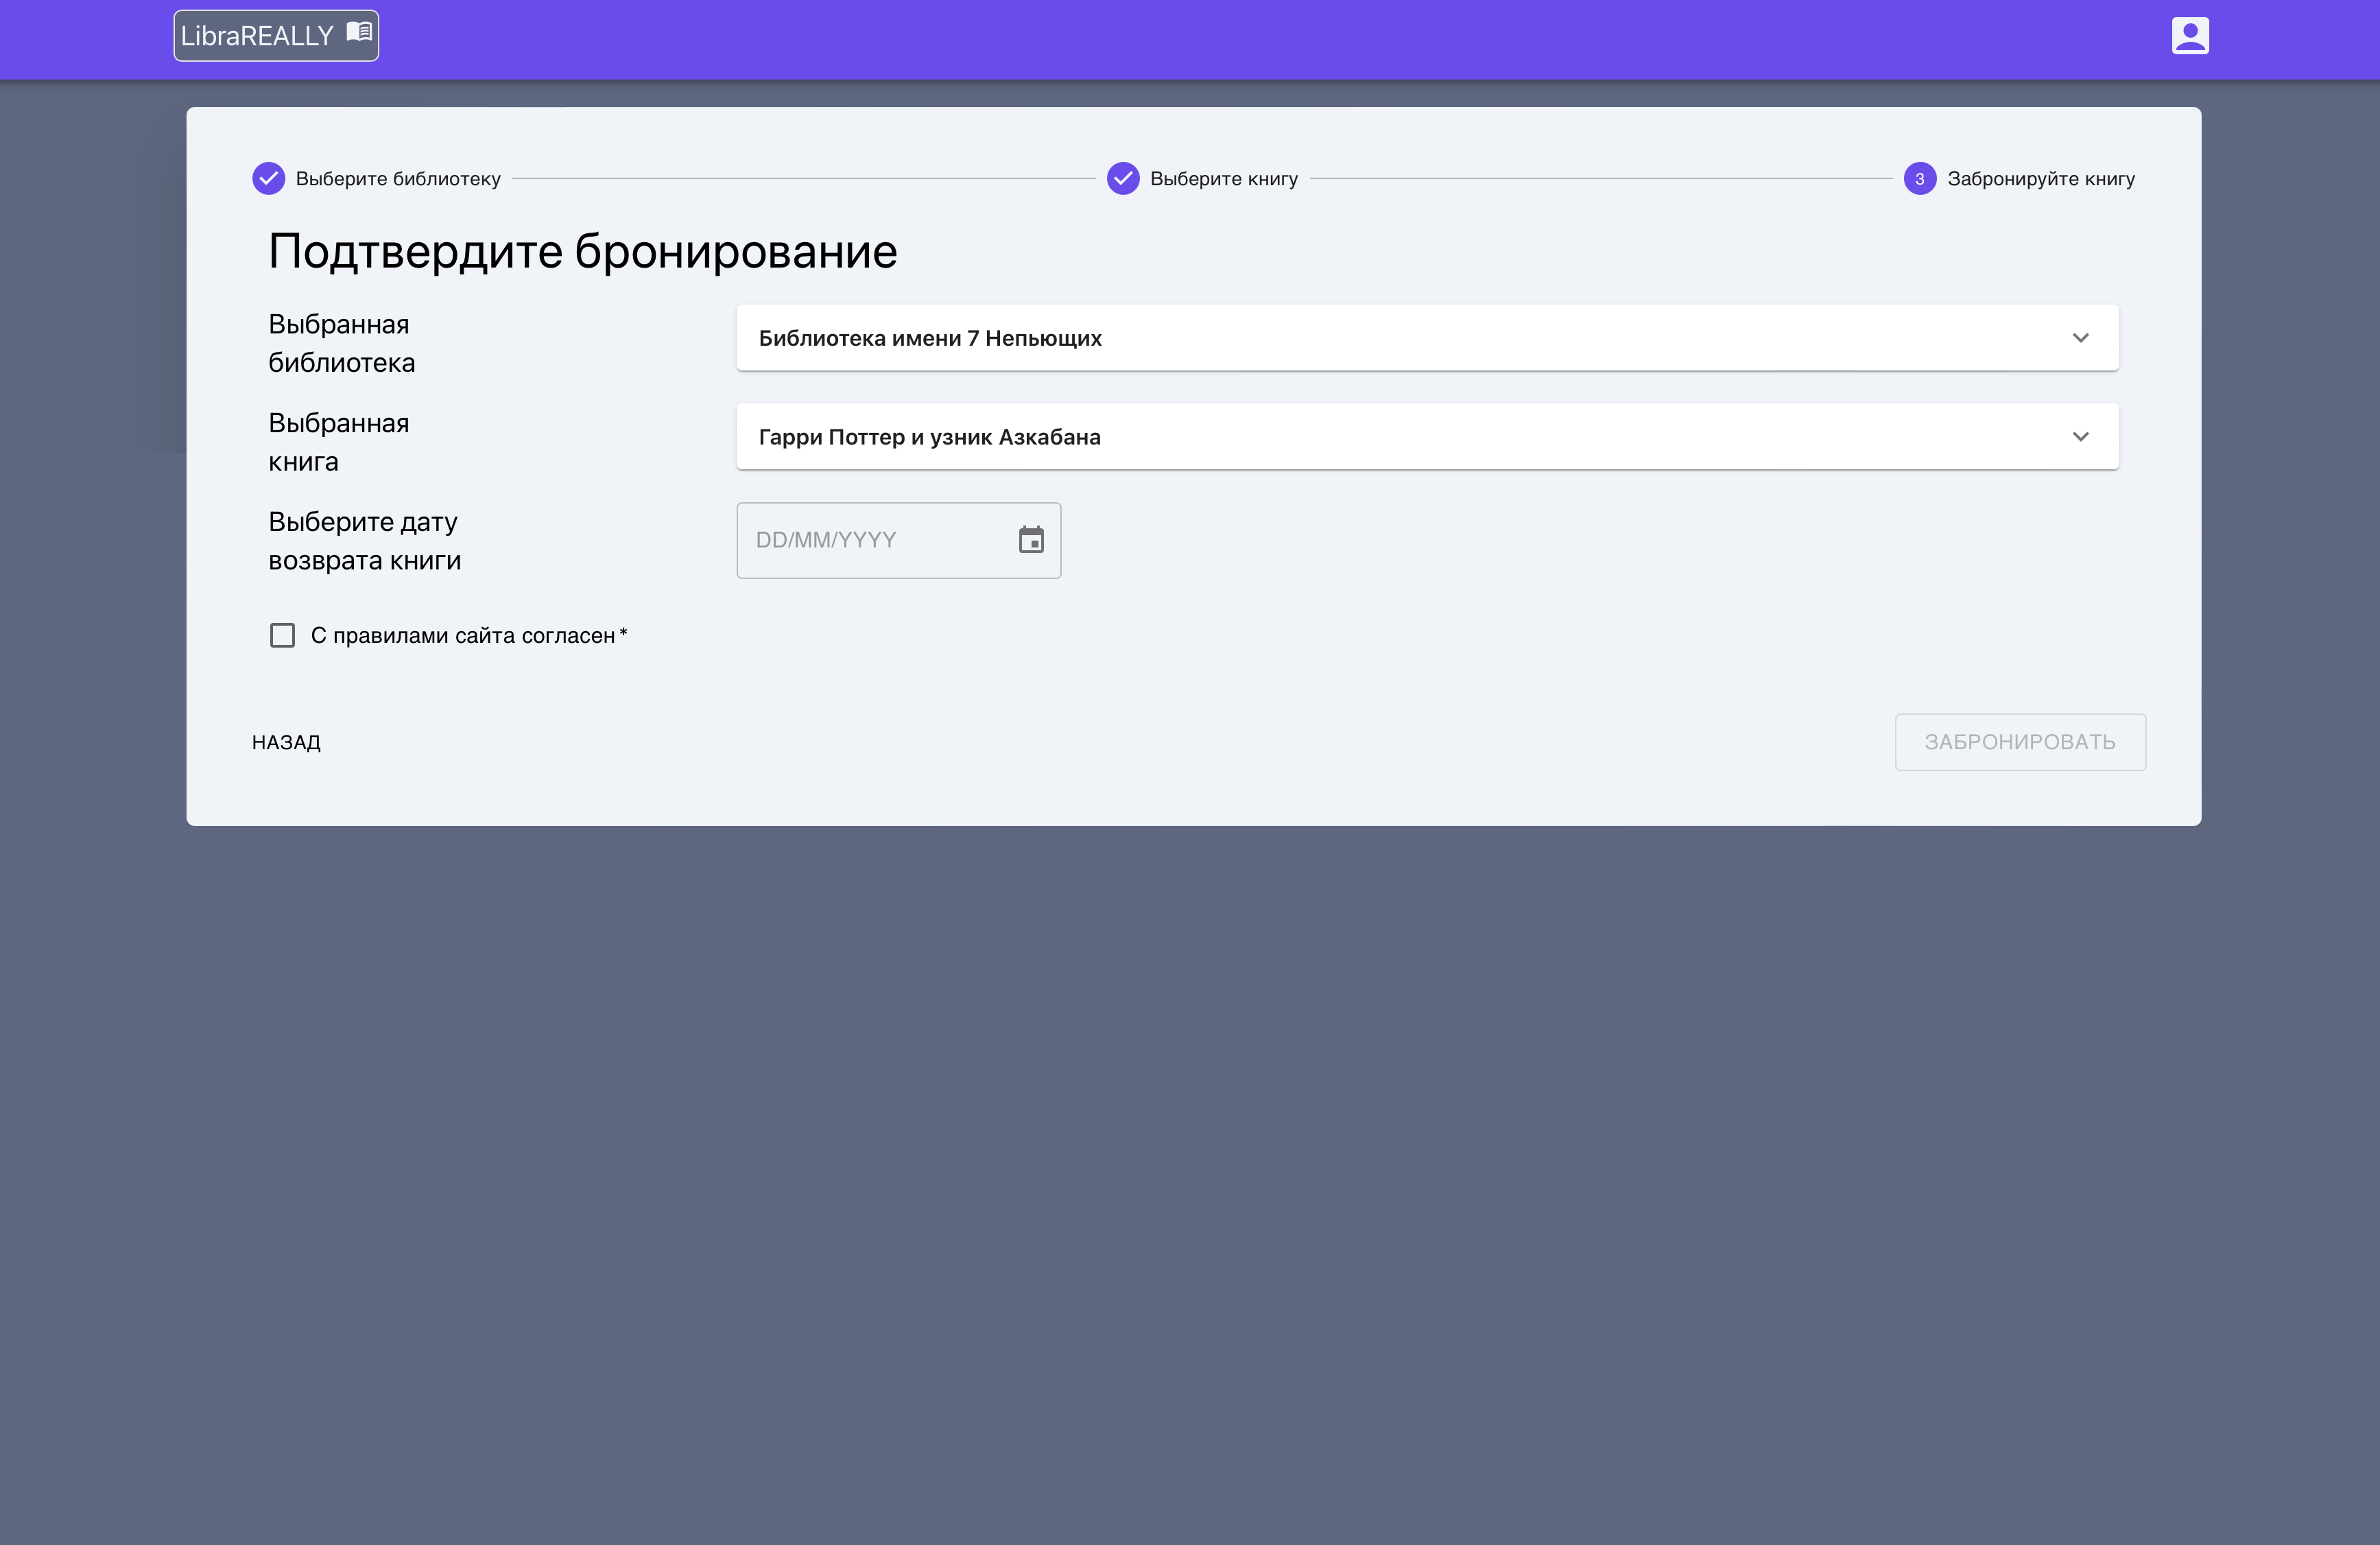 LibraREALLY
Выберите библиотеку
Выберите книгу
3 Забронируйте книгу
Подтвердите бронирование
Выбранная
библиотека
Библиотека имени 7 Непьющих
Выбранная
книга
Гарри Поттер и узник Азкабана
Выберите дату
возврата книги
DD/MM/YYYY
С правилами сайта согласен *
НАЗАД
ЗАБРОНИРОВАТЬ